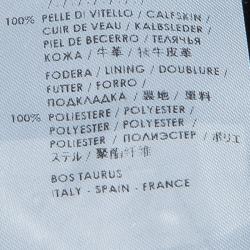 100% PELLE DI VITELLO / CALFSKIN /
CUIR DE VEAU / KALBSLEDER /
PIEL DE BECERRO / ТЕЛЯЧЬЯ
КОЖА / 牛革 / 牛皮革
FODERA / LINING / DOUBLURE /
FUTTER / FORRO /
ПОДКЛАДКА / 裏地 / 里料
100% POLIESTERE / POLYESTER /
POLYESTER / POLYESTER /
POLIÉSTER / ПОЛИЭСТЕР / ポリエ
ステル / 聚酯纤维
BOS TAURUS
ITALY - SPAIN - FRANCE